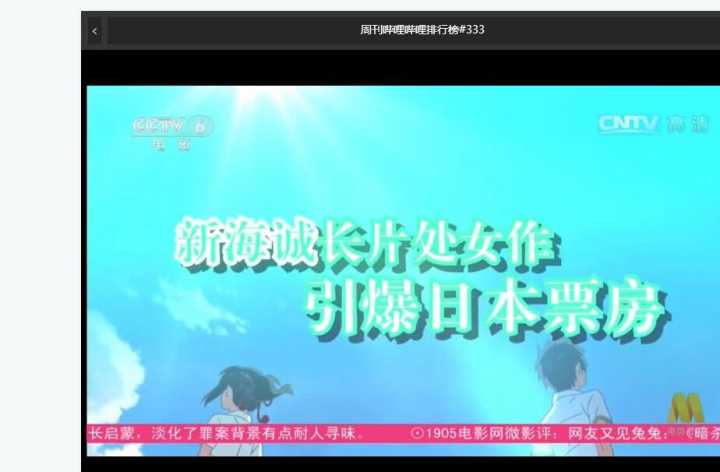 周刊哔哩哔哩排行榜#333
CCTV 6
电影
CNTV 高清
新海诚长片处女作
引爆日本票房
长启蒙，淡化了罪案背景有点耐人寻味。 ⊙1905电影网微影评：网友又见兔兔：《暗杀